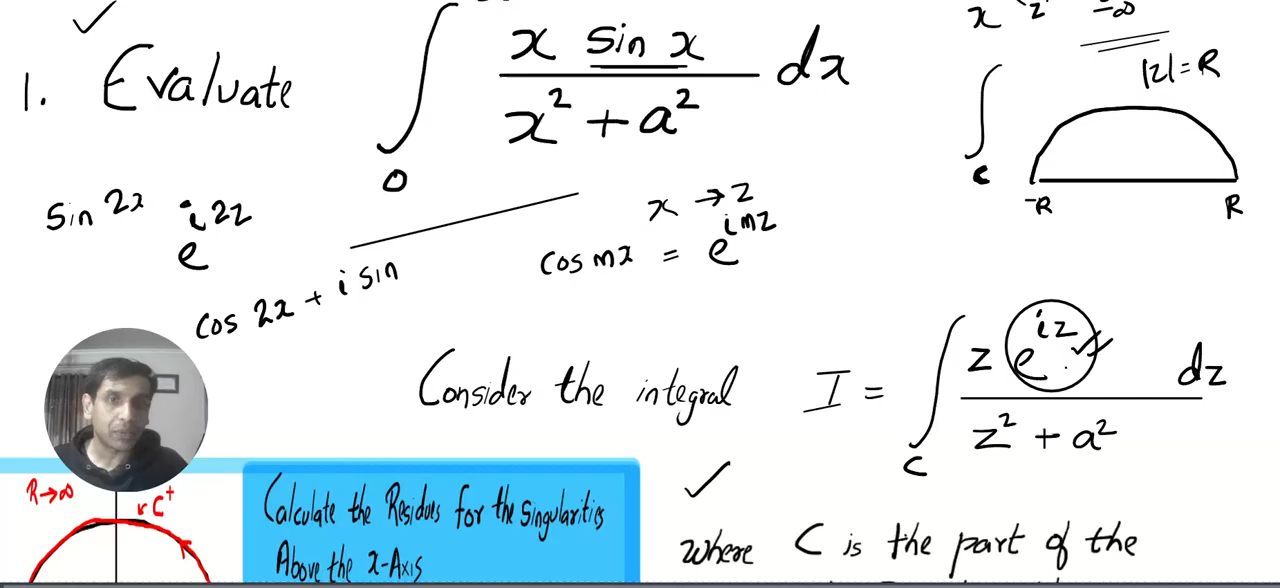 1. Evaluate ∫ 0 x sin x / x² + a² dx
x z -∞
|z| = R
∫ C
-R R
sin 2x e^{i2z}
cos 2x + i sin
x → z
cos mx = e^{imz}
Consider the integral I = ∫_C z e^{iz} / z² + a² dz
where C is the part of the
R→∞ C⁺
Calculate the Residues for the Singularities
Above the x-Axis